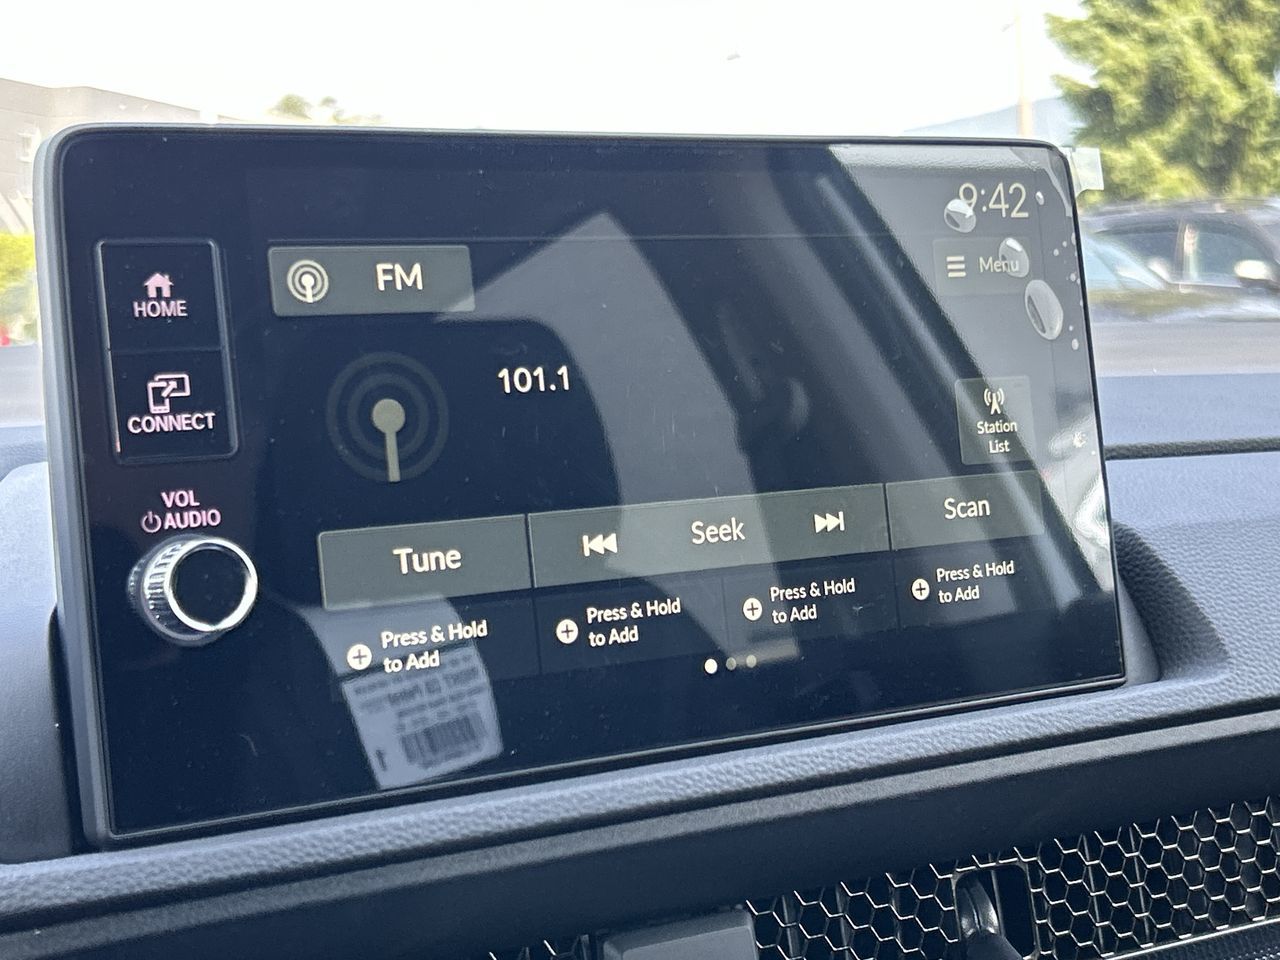 9:42
Menu
FM
HOME
101.1
CONNECT
Station
List
VOL
AUDIO
Tune
Seek
Scan
Press & Hold
to Add
Press & Hold
to Add
Press & Hold
to Add
Press & Hold
to Add